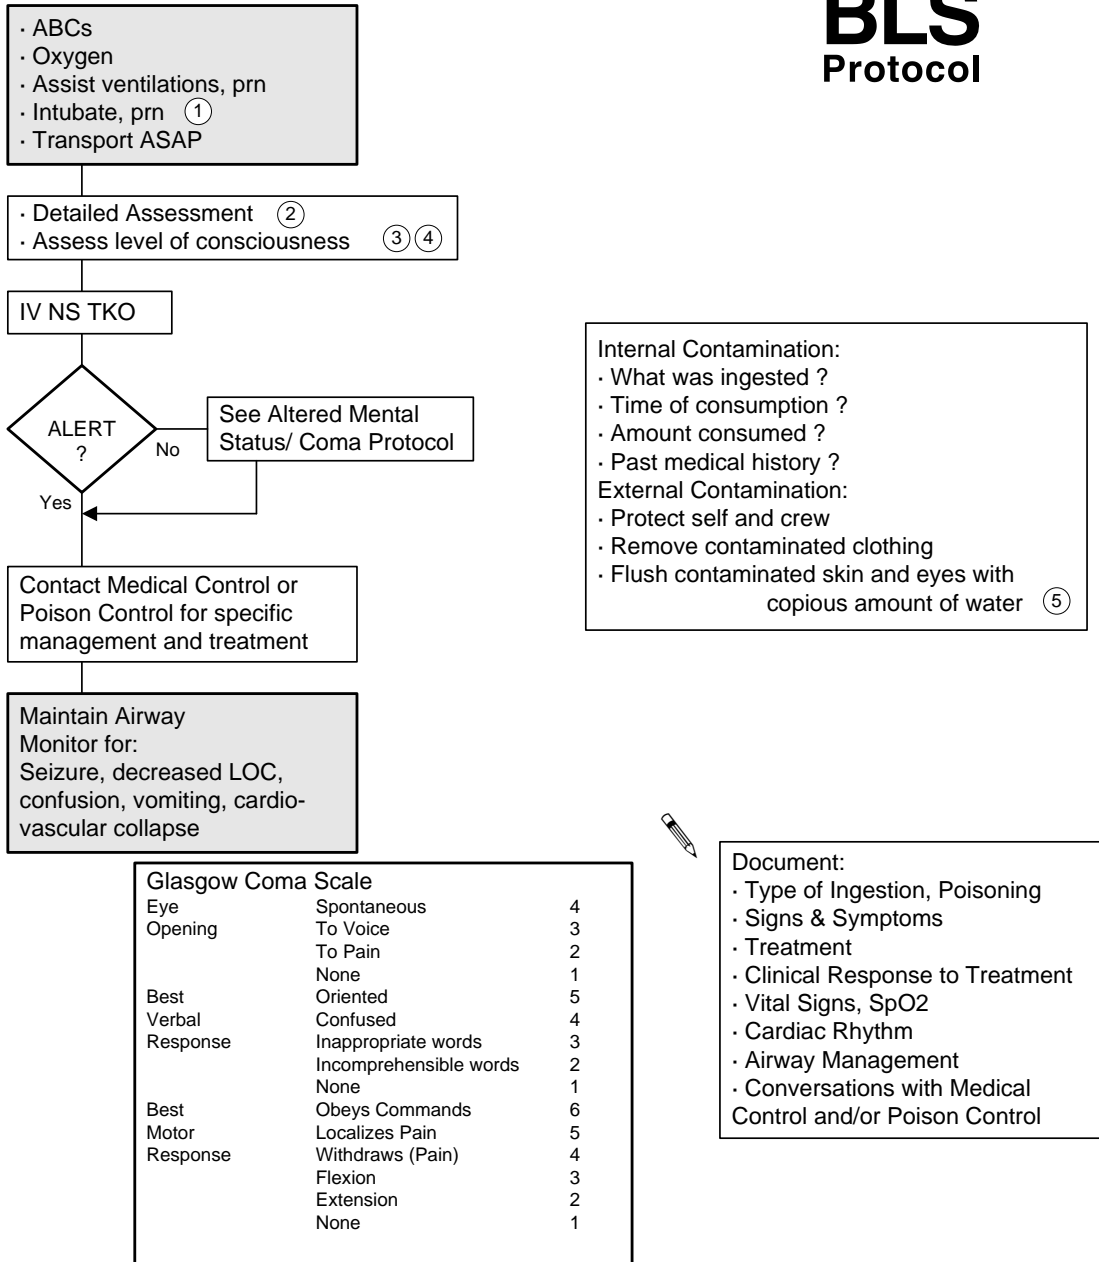 BLS
Protocol
· ABCs
· Oxygen
· Assist ventilations, prn
· Intubate, prn 1
· Transport ASAP
· Detailed Assessment 2
· Assess level of consciousness 3 4
IV NS TKO
ALERT
?
No
Yes
See Altered Mental
Status/ Coma Protocol
Contact Medical Control or
Poison Control for specific
management and treatment
Maintain Airway
Monitor for:
Seizure, decreased LOC,
confusion, vomiting, cardio-
vascular collapse
Internal Contamination:
· What was ingested ?
· Time of consumption ?
· Amount consumed ?
· Past medical history ?
External Contamination:
· Protect self and crew
· Remove contaminated clothing
· Flush contaminated skin and eyes with
copious amount of water 5
Glasgow Coma Scale
Eye Spontaneous 4
Opening To Voice 3
To Pain 2
None 1
Best Oriented 5
Verbal Confused 4
Response Inappropriate words 3
Incomprehensible words 2
None 1
Best Obeys Commands 6
Motor Localizes Pain 5
Response Withdraws (Pain) 4
Flexion 3
Extension 2
None 1
Document:
· Type of Ingestion, Poisoning
· Signs & Symptoms
· Treatment
· Clinical Response to Treatment
· Vital Signs, SpO2
· Cardiac Rhythm
· Airway Management
· Conversations with Medical
Control and/or Poison Control